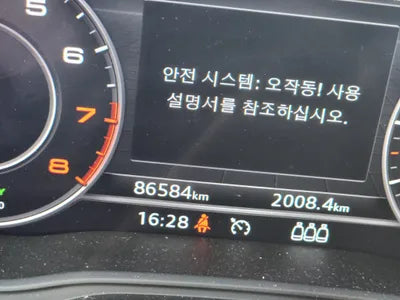 5
6
7
8
안전 시스템: 오작동! 사용
설명서를 참조하십시오.
86584km
2008.4km
16:28